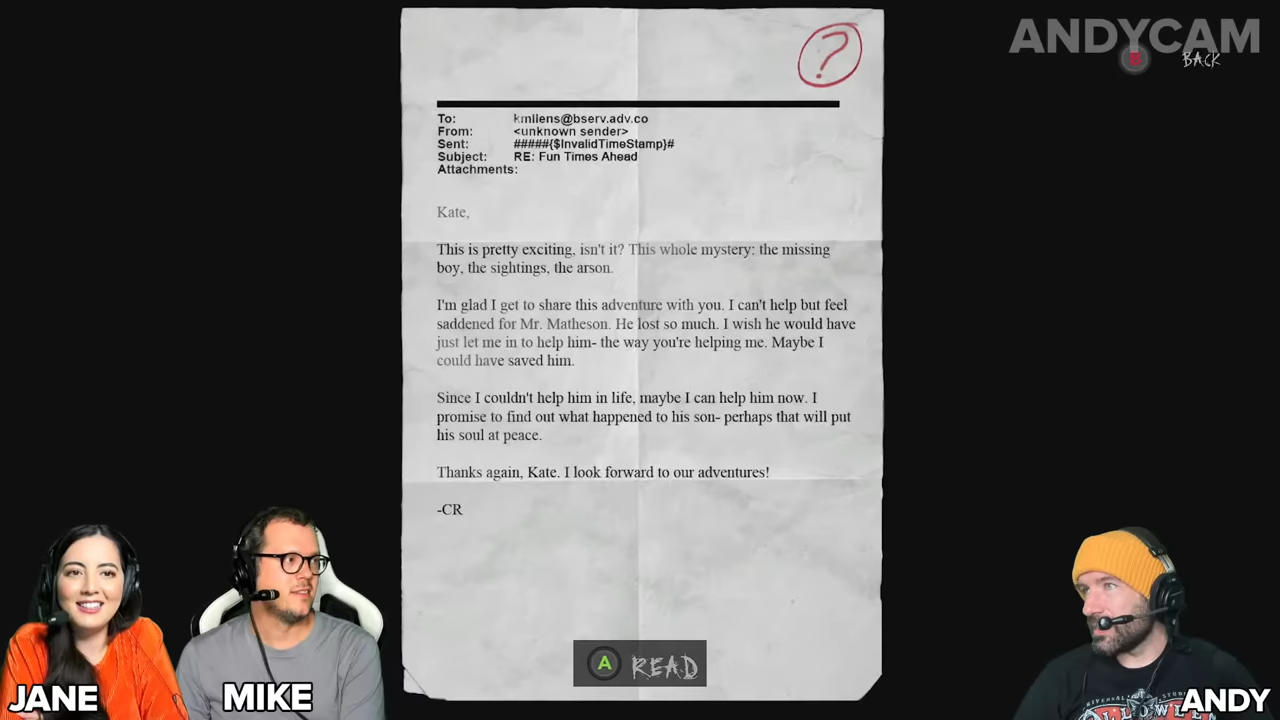 ANDYCAM
B BACK
?
To: kmilens@bserv.adv.co
From: <unknown sender>
Sent: #####{$InvalidTimeStamp}#
Subject: RE: Fun Times Ahead
Attachments:
Kate,
This is pretty exciting, isn't it? This whole mystery: the missing
boy, the sightings, the arson.
I'm glad I get to share this adventure with you. I can't help but feel
saddened for Mr. Matheson. He lost so much. I wish he would have
just let me in to help him- the way you're helping me. Maybe I
could have saved him.
Since I couldn't help him in life, maybe I can help him now. I
promise to find out what happened to his son- perhaps that will put
his soul at peace.
Thanks again, Kate. I look forward to our adventures!
-CR
A READ
JANE
MIKE
ANDY